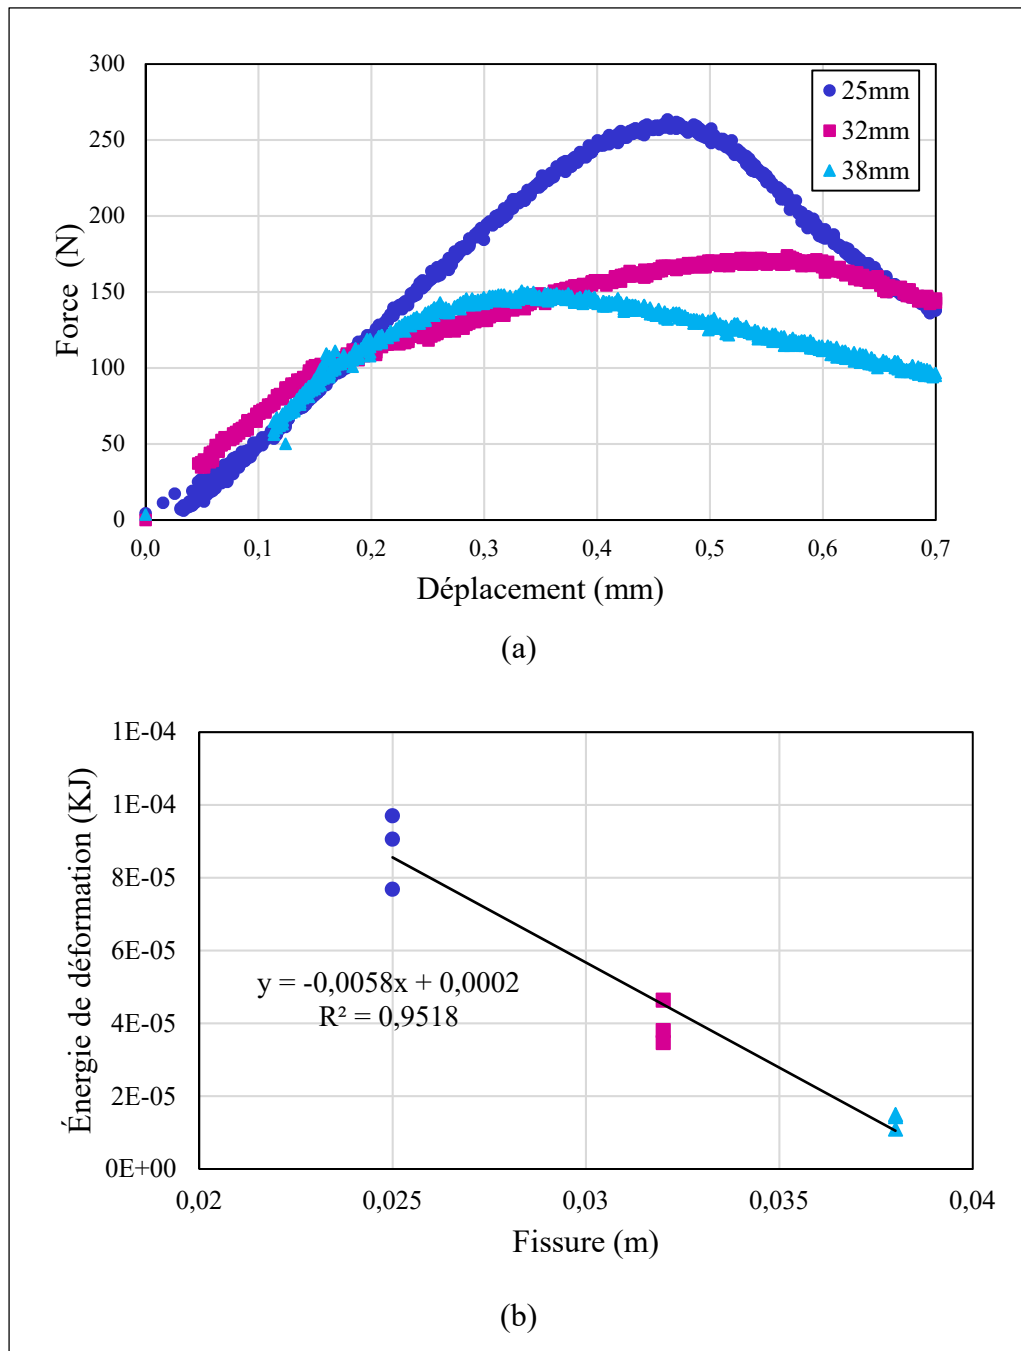 300
250
200
150
100
50
0
Force (N)
25mm
32mm
38mm
0,0 0,1 0,2 0,3 0,4 0,5 0,6 0,7
Déplacement (mm)
(a)
1E-04
1E-04
8E-05
6E-05
4E-05
2E-05
0E+00
Énergie de déformation (KJ)
y = -0,0058x + 0,0002
R² = 0,9518
0,02 0,025 0,03 0,035 0,04
Fissure (m)
(b)